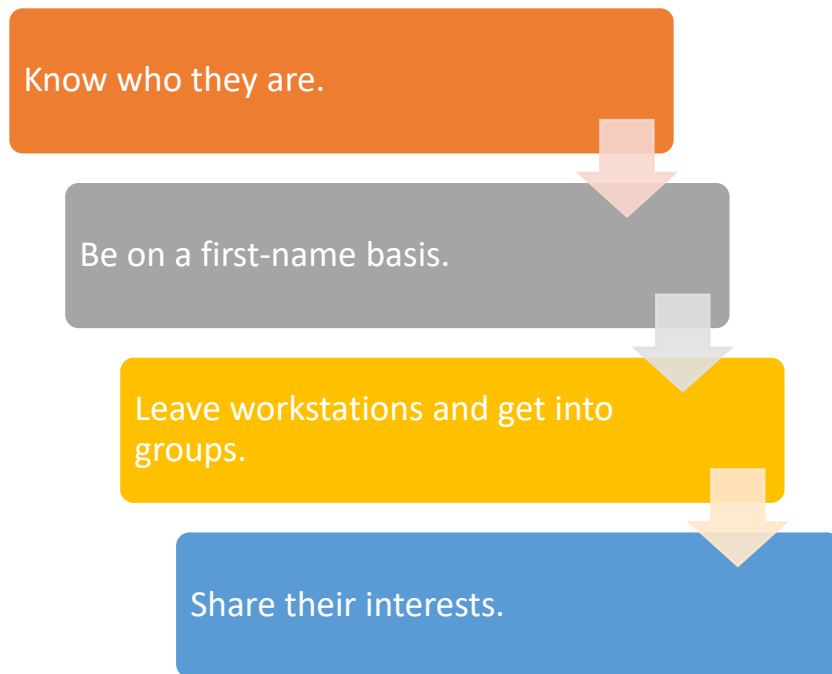 Know who they are.
Be on a first-name basis.
Leave workstations and get into
groups.
Share their interests.